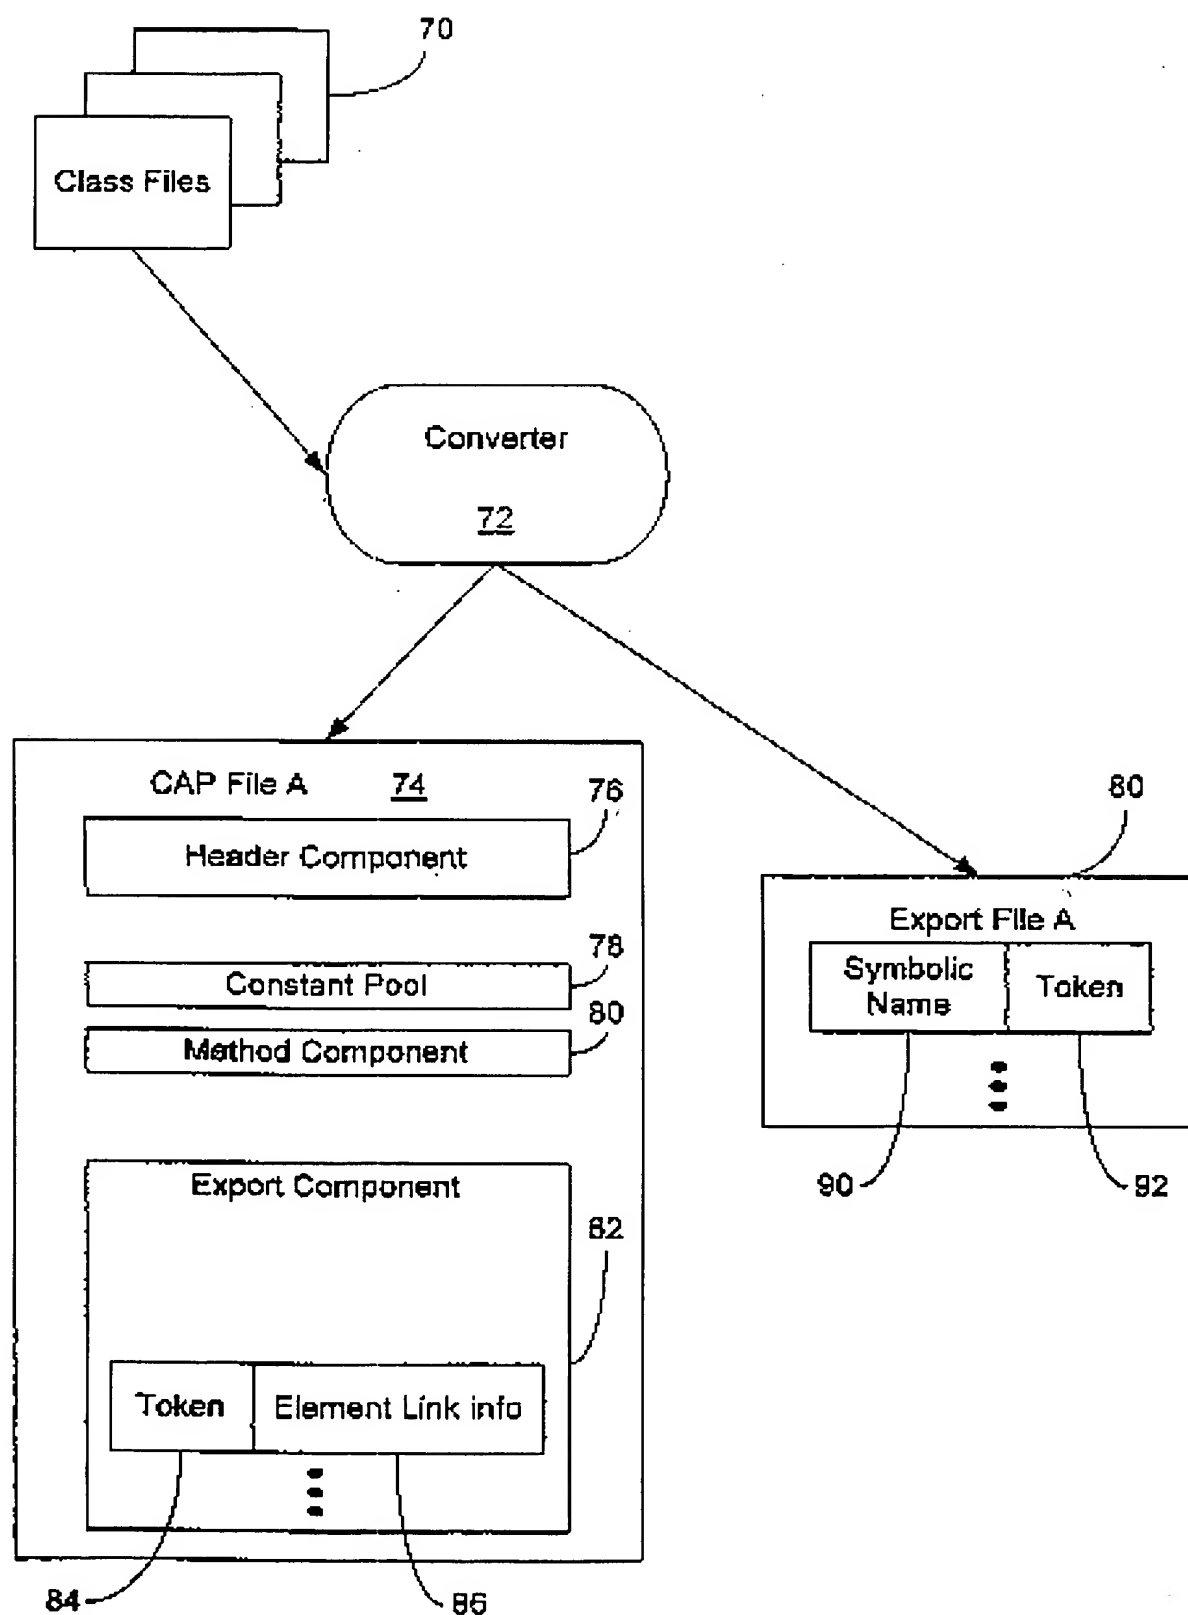 70
Class Files
Converter
72
CAP File A 74
76
Header Component
78
Constant Pool
80
Method Component
Export Component
82
Token Element Link info
84
86
80
Export File A
Symbolic
Name
Token
90
92